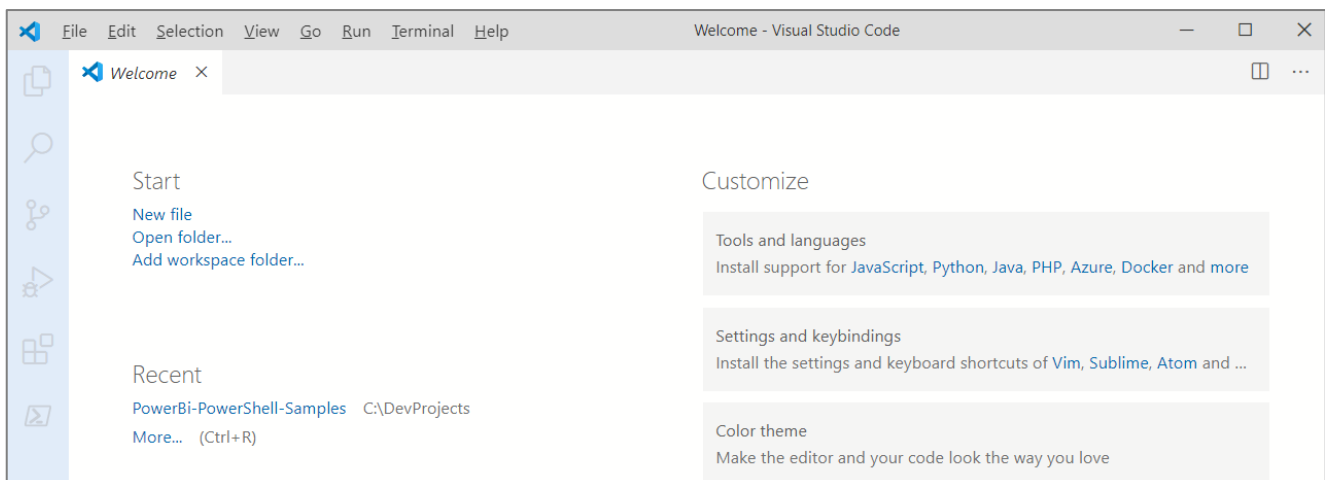 File Edit Selection View Go Run Terminal Help Welcome - Visual Studio Code
Welcome
Start
New file
Open folder...
Add workspace folder...
Recent
PowerBi-PowerShell-Samples C:\DevProjects
More... (Ctrl+R)
Customize
Tools and languages
Install support for JavaScript, Python, Java, PHP, Azure, Docker and more
Settings and keybindings
Install the settings and keyboard shortcuts of Vim, Sublime, Atom and ...
Color theme
Make the editor and your code look the way you love